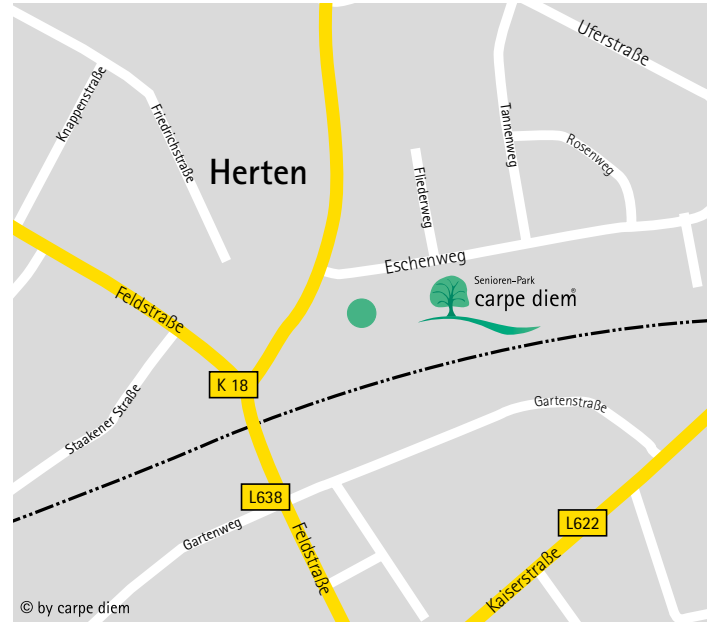 Uferstraße
Knappenstraße
Friedrichstraße
Tannenweg
Rosenweg
Herten
Fliederweg
Eschenweg
Senioren-Park
carpe diem®
Feldstraße
K 18
Staakener Straße
Gartenstraße
L638
L622
Gartenweg
Feldstraße
Kaiserstraße
© by carpe diem